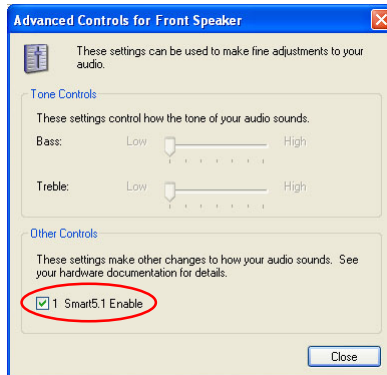 Advanced Controls for Front Speaker
These settings can be used to make fine adjustments to your
audio.
Tone Controls
These settings control how the tone of your audio sounds.
Bass: Low High
Treble: Low High
Other Controls
These settings make other changes to how your audio sounds. See
your hardware documentation for details.
1 Smart5.1 Enable
Close